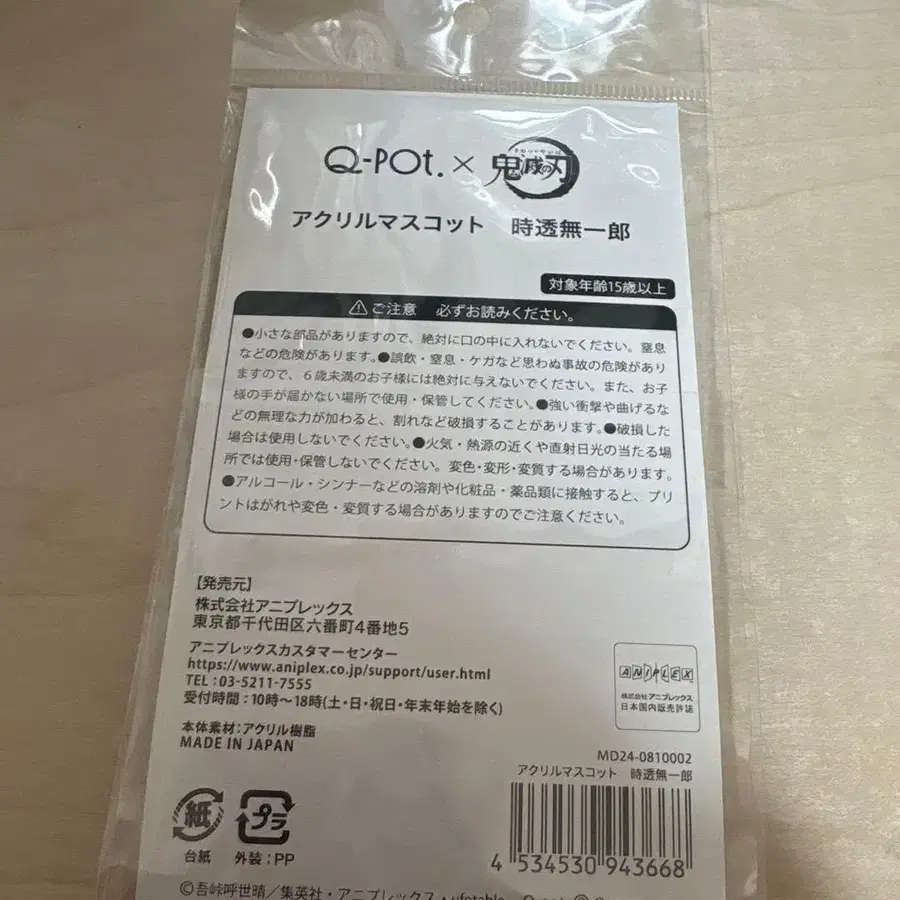 Q-POt.×鬼滅の刃
アクリルマスコット 時透無一郎
対象年齢15歳以上
⚠ご注意 必ずお読みください。
●小さな部品がありますので、絶対に口の中に入れないでください。窒息
などの危険があります。●誤飲・窒息・ケガなど思わぬ事故の危険があり
ますので、6歳未満のお子様には絶対に与えないでください。また、お子
様の手が届かない場所で使用・保管してください。●強い衝撃や曲げるな
どの無理な力が加わると、割れなど破損することがあります。●破損した
場合は使用しないでください。●火気・熱源の近くや直射日光の当たる場
所では使用・保管しないでください。変色・変形・変質する場合があります。
●アルコール・シンナーなどの溶剤や化粧品・薬品類に接触すると、プリ
ントはがれや変色・変質する場合がありますのでご注意ください。
【発売元】
株式会社アニプレックス
東京都千代田区六番町4番地5
アニプレックスカスタマーセンター
https://www.aniplex.co.jp/support/user.html
TEL:03-5211-7555
受付時間:10時〜18時(土・日・祝日・年末年始を除く)
本体素材:アクリル樹脂
MADE IN JAPAN
ANIPLEX
株式会社アニプレックス
日本国内販売許諾
MD24-0810002
アクリルマスコット 時透無一郎
4 534530 943668
紙
台紙
プラ
外装:PP
©吾峠呼世晴/集英社・アニプレックス・ufotable